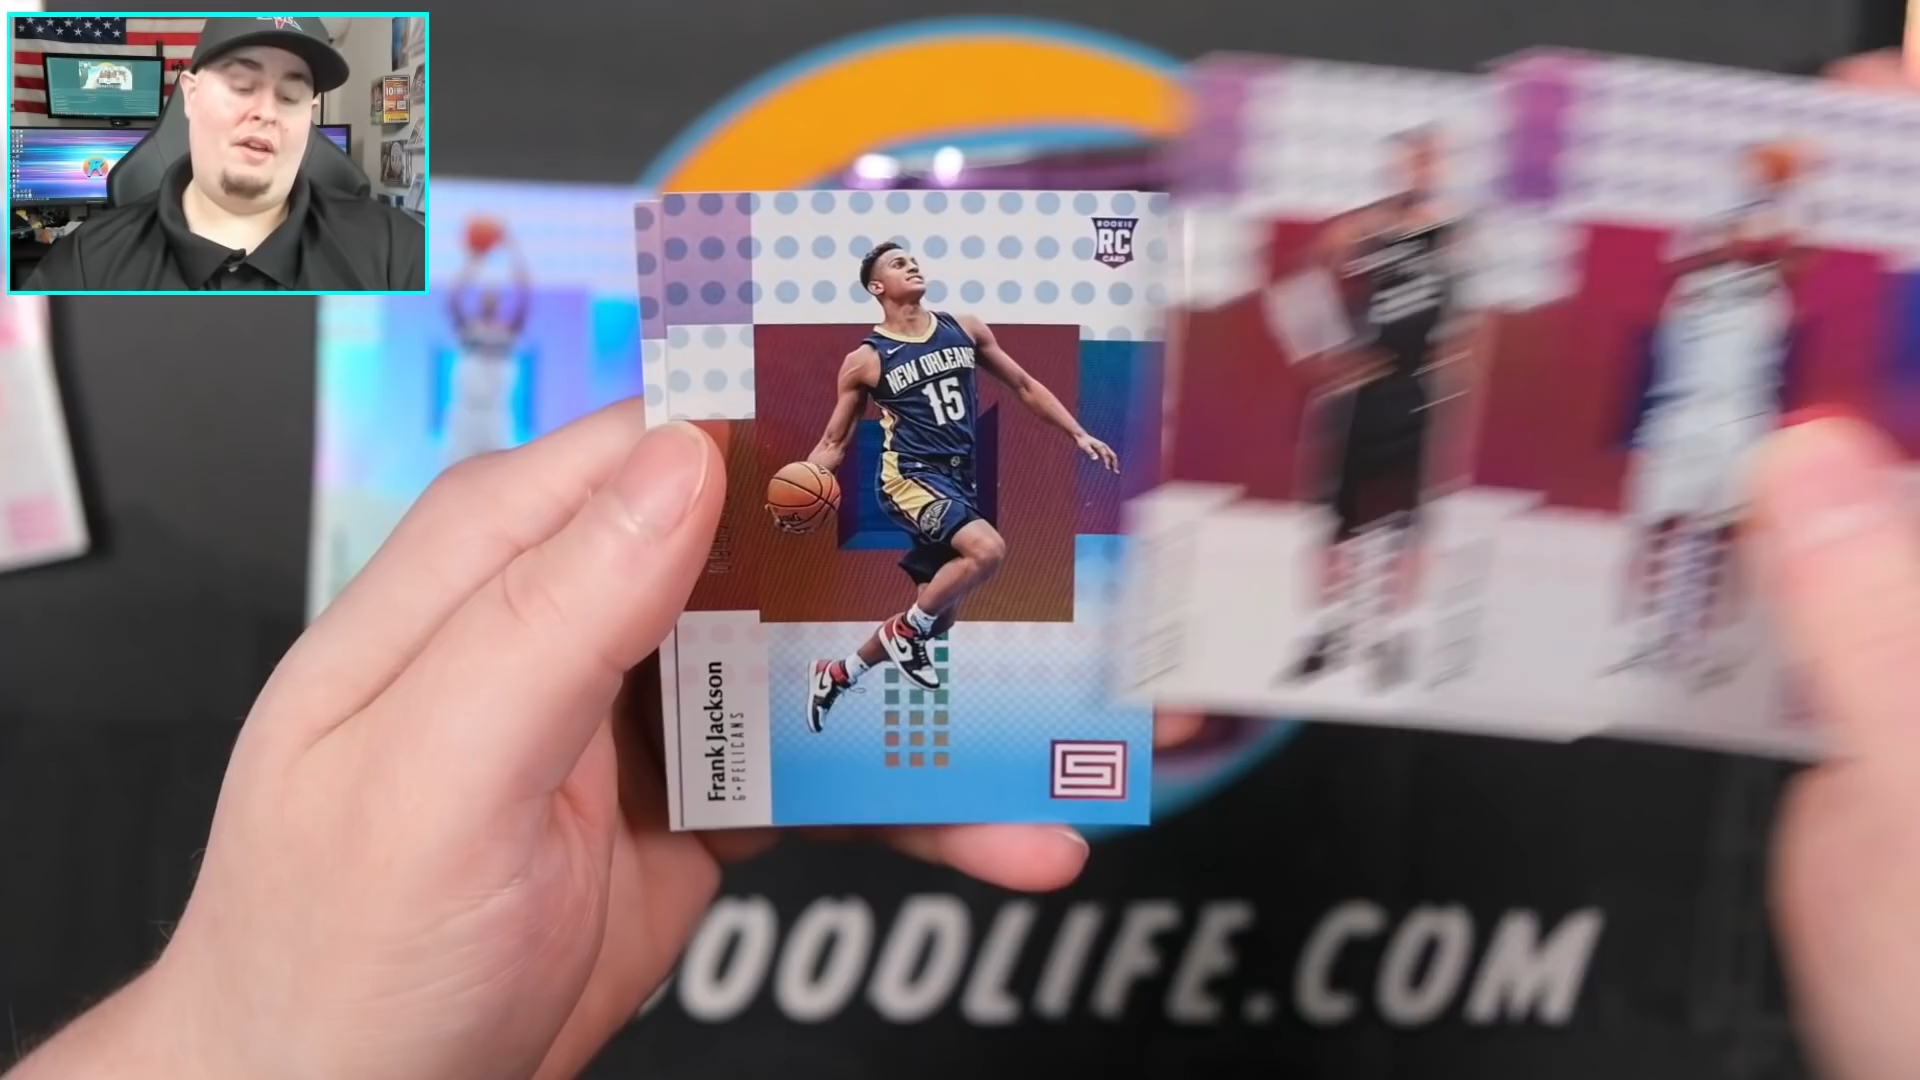 ROOKIE
RC
CARD
NEW ORLEANS
15
Frank Jackson
G•PELICANS
OODLIFE.COM